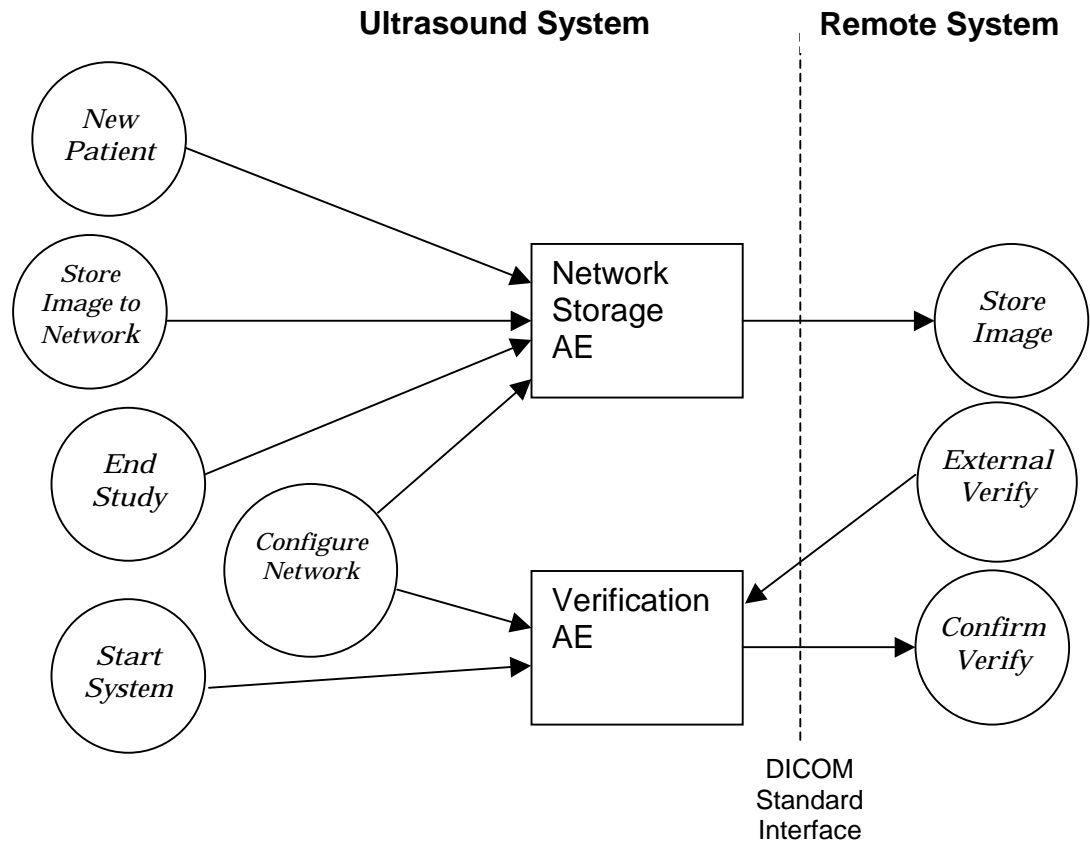 Ultrasound System
Remote System
New
Patient
Store
Image to
Network
End
Study
Configure
Network
Start
System
Network
Storage
AE
Verification
AE
Store
Image
External
Verify
Confirm
Verify
DICOM
Standard
Interface